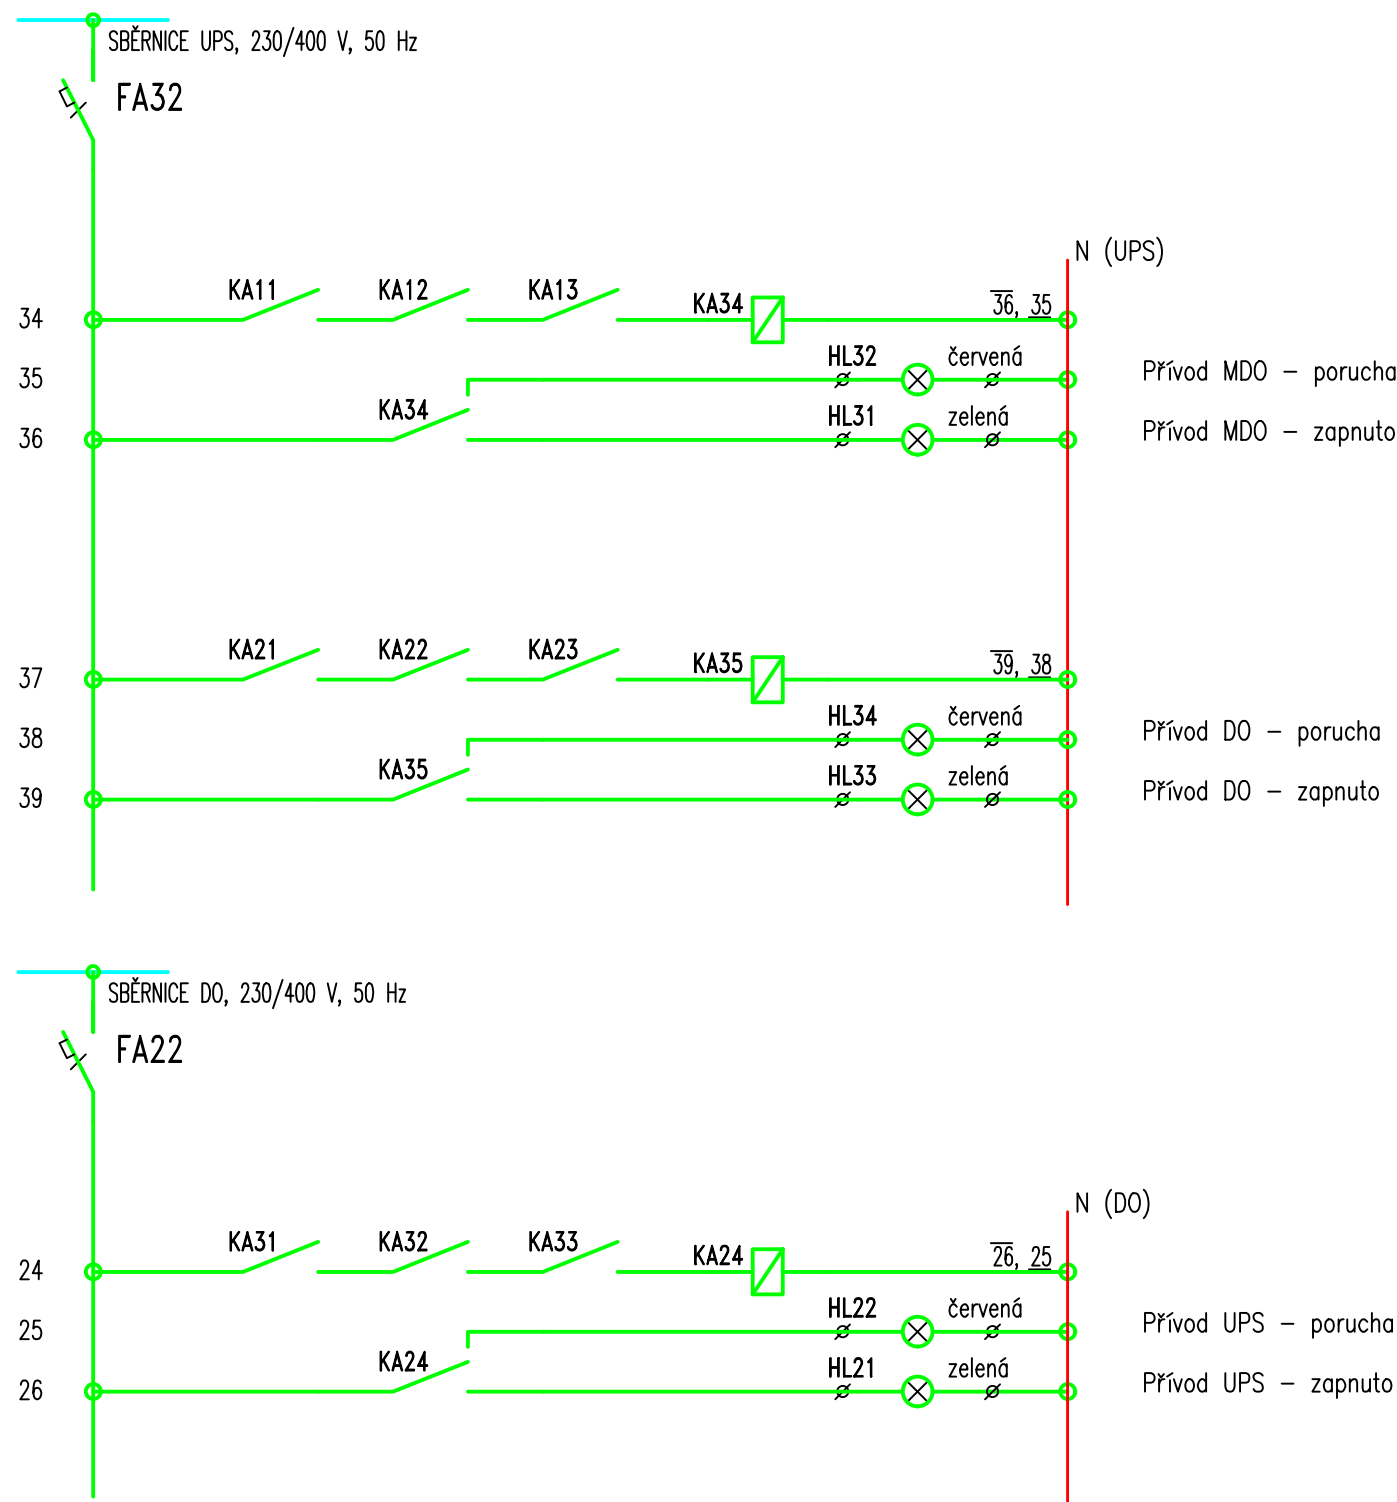 SBĚRNICE UPS, 230/400 V, 50 Hz
FA32
N (UPS)
34 KA11 KA12 KA13 KA34 36, 35
35 HL32 červená Přívod MDO – porucha
36 KA34 HL31 zelená Přívod MDO – zapnuto
37 KA21 KA22 KA23 KA35 39, 38
38 HL34 červená Přívod DO – porucha
39 KA35 HL33 zelená Přívod DO – zapnuto
SBĚRNICE DO, 230/400 V, 50 Hz
FA22
N (DO)
24 KA31 KA32 KA33 KA24 26, 25
25 HL22 červená Přívod UPS – porucha
26 KA24 HL21 zelená Přívod UPS – zapnuto